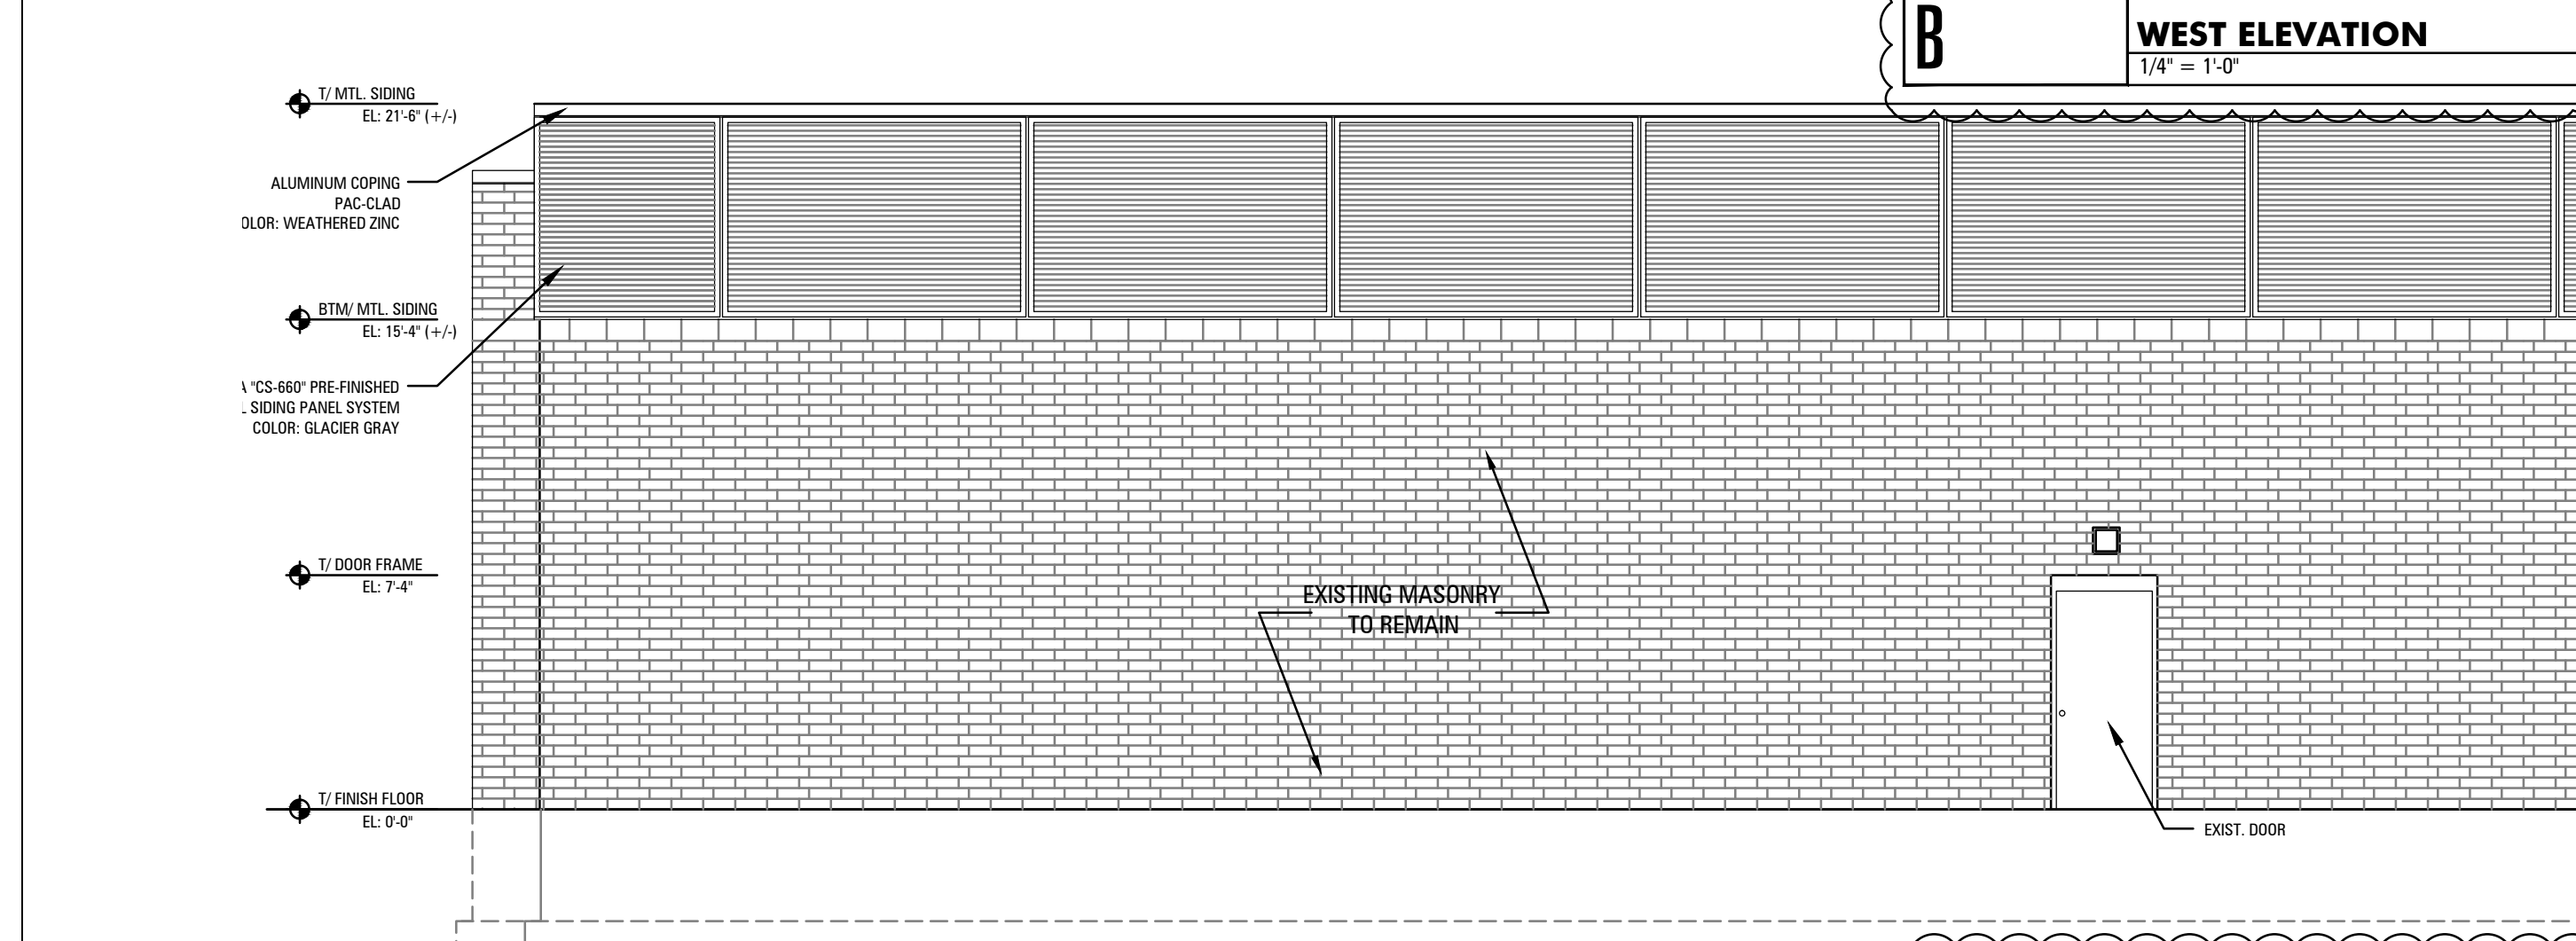 B
WEST ELEVATION
1/4" = 1'-0"
T/ MTL. SIDING
EL: 21'-6" (+/-)
ALUMINUM COPING
PAC-CLAD
OLOR: WEATHERED ZINC
BTM/ MTL. SIDING
EL: 15'-4" (+/-)
"CS-660" PRE-FINISHED
SIDING PANEL SYSTEM
COLOR: GLACIER GRAY
T/ DOOR FRAME
EL: 7'-4"
EXISTING MASONRY
TO REMAIN
T/ FINISH FLOOR
EL: 0'-0"
EXIST. DOOR